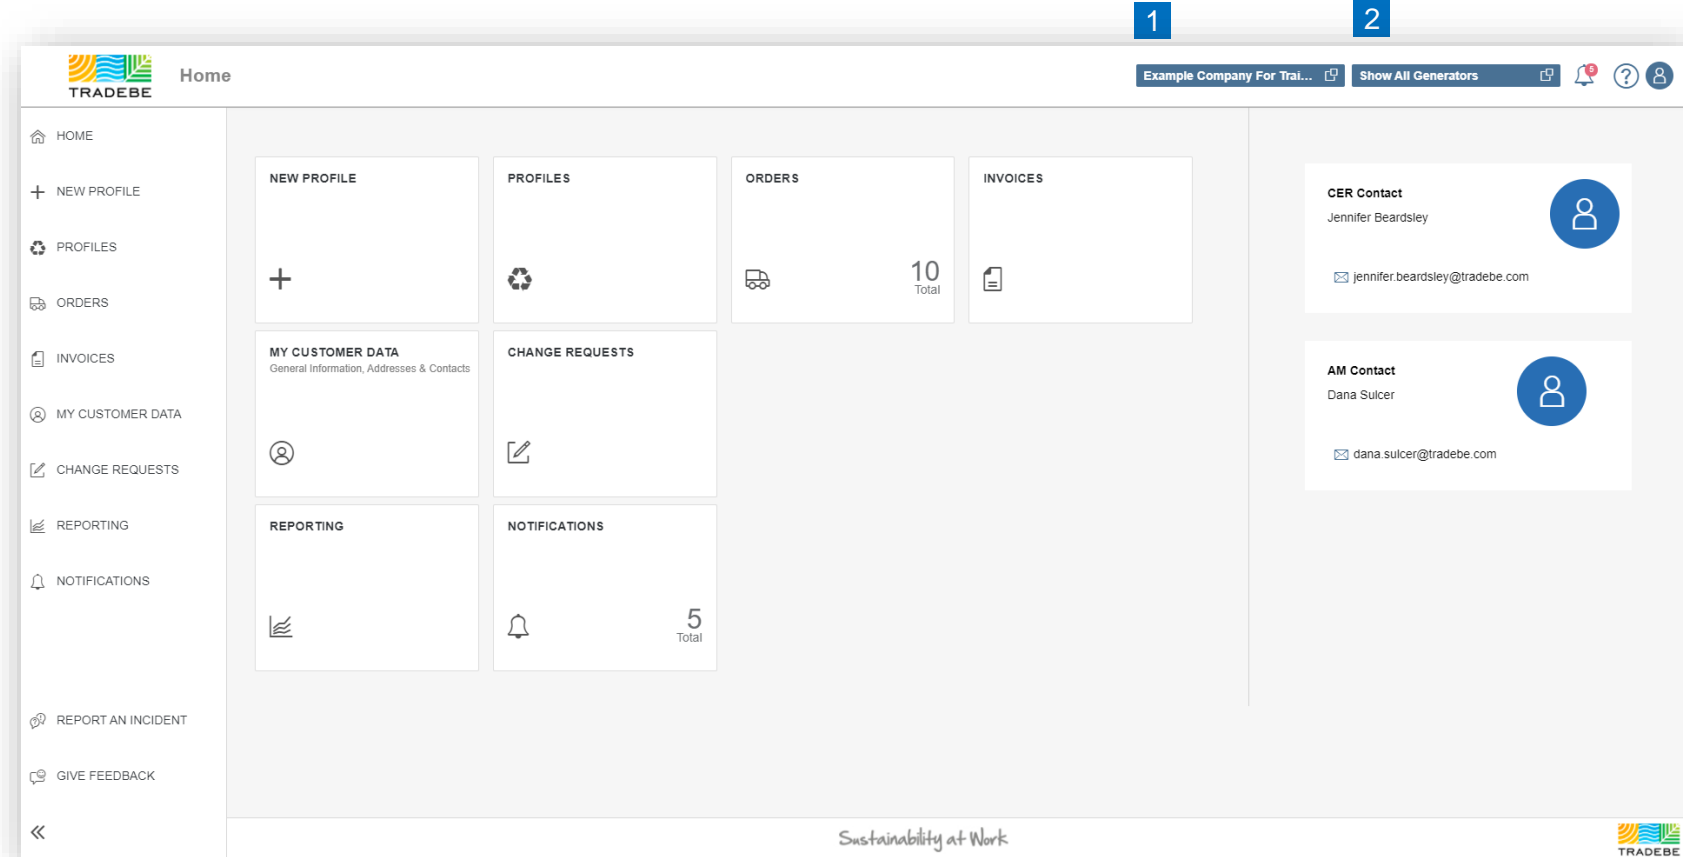 1
2
TRADEBE
Home
Example Company For Trai...
Show All Generators
5
HOME
NEW PROFILE
PROFILES
ORDERS
INVOICES
MY CUSTOMER DATA
CHANGE REQUESTS
REPORTING
NOTIFICATIONS
REPORT AN INCIDENT
GIVE FEEDBACK
NEW PROFILE
PROFILES
ORDERS
10
Total
INVOICES
MY CUSTOMER DATA
General Information, Addresses & Contacts
CHANGE REQUESTS
REPORTING
NOTIFICATIONS
5
Total
CER Contact
Jennifer Beardsley
jennifer.beardsley@tradebe.com
AM Contact
Dana Sulcer
dana.sulcer@tradebe.com
Sustainability at Work
TRADEBE